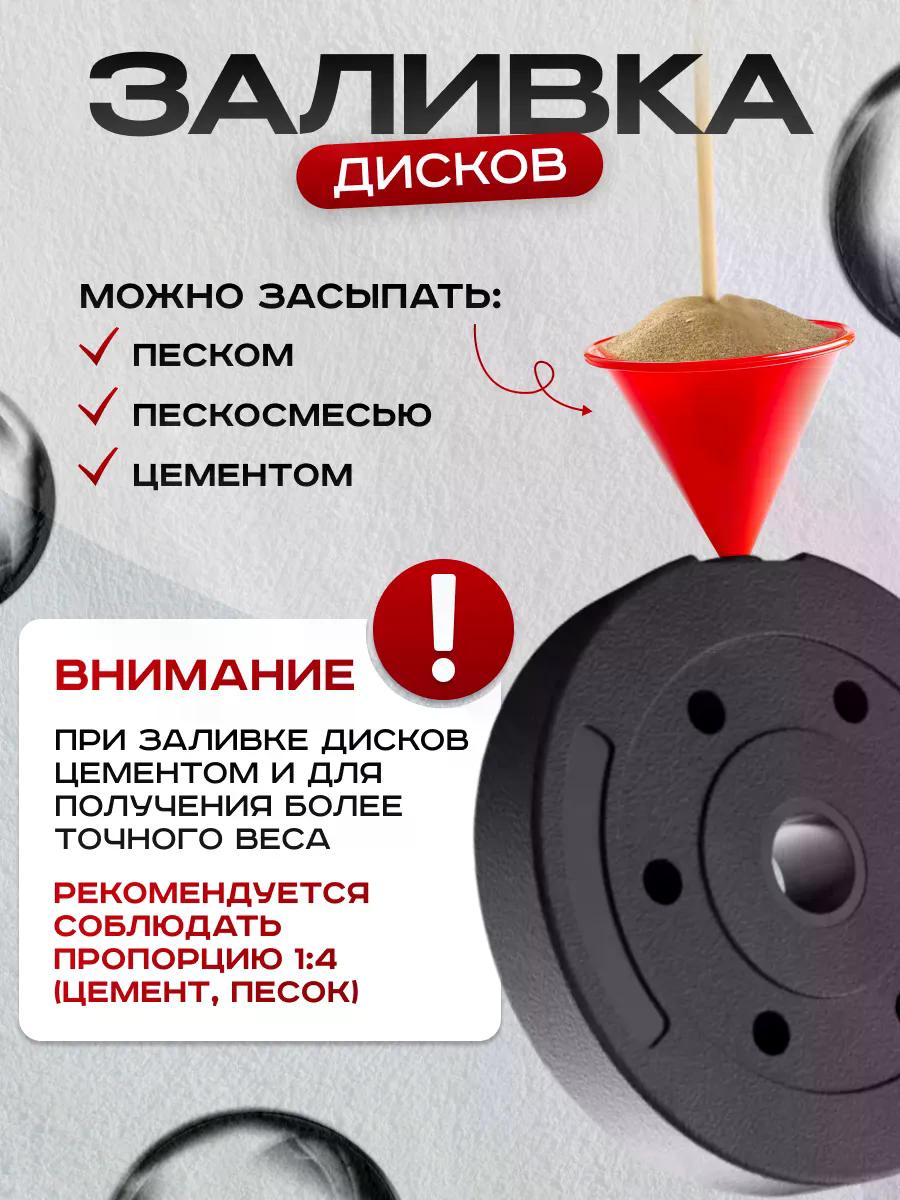 ЗАЛИВКА
ДИСКОВ
МОЖНО ЗАСЫПАТЬ:
ПЕСКОМ
ПЕСКОСМЕСЬЮ
ЦЕМЕНТОМ
ВНИМАНИЕ
!
ПРИ ЗАЛИВКЕ ДИСКОВ
ЦЕМЕНТОМ И ДЛЯ
ПОЛУЧЕНИЯ БОЛЕЕ
ТОЧНОГО ВЕСА
РЕКОМЕНДУЕТСЯ
СОБЛЮДАТЬ
ПРОПОРЦИЮ 1:4
(ЦЕМЕНТ, ПЕСОК)